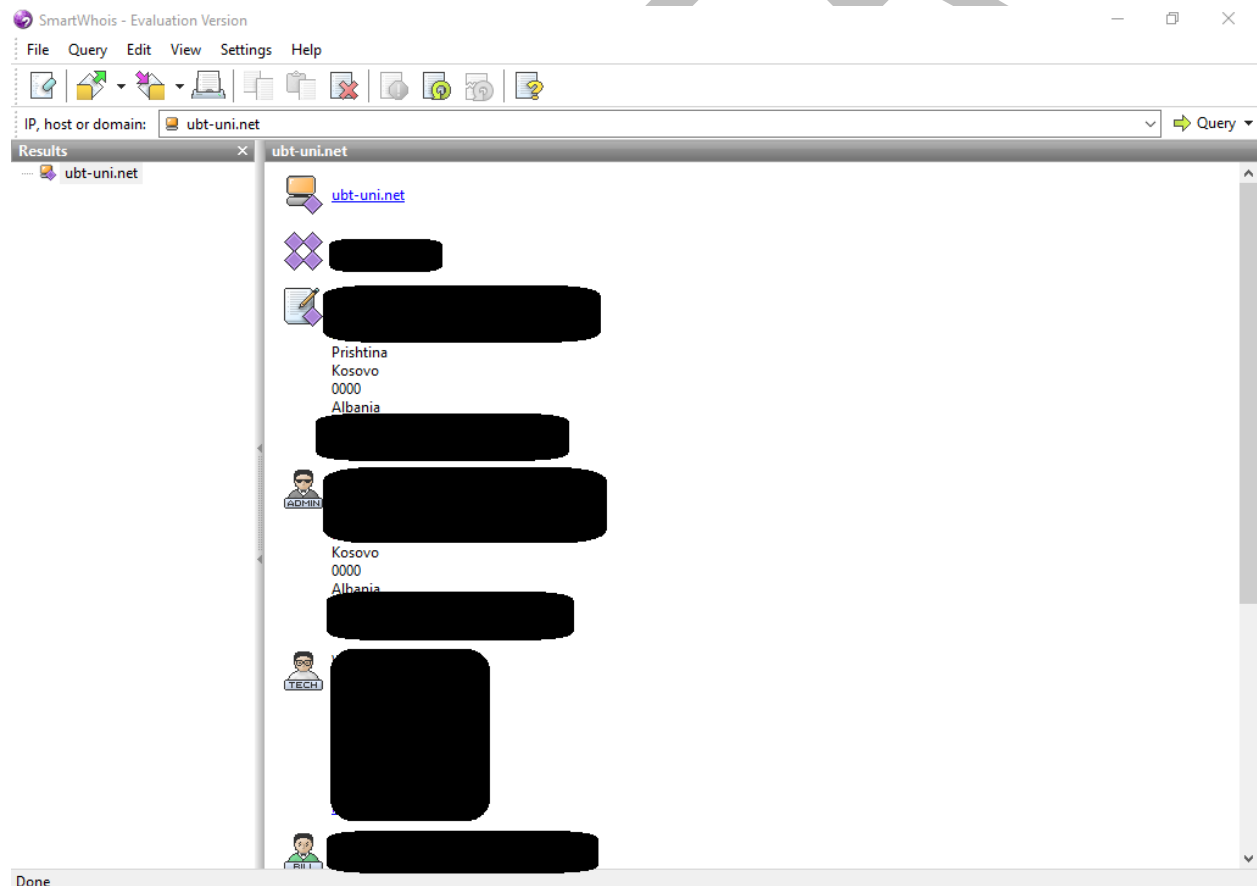 SmartWhois - Evaluation Version
File Query Edit View Settings Help
IP, host or domain: ubt-uni.net Query
Results
ubt-uni.net
ubt-uni.net
ubt-uni.net
Prishtina
Kosovo
0000
Albania
ADMIN
Kosovo
0000
Albania
TECH
BILL
Done